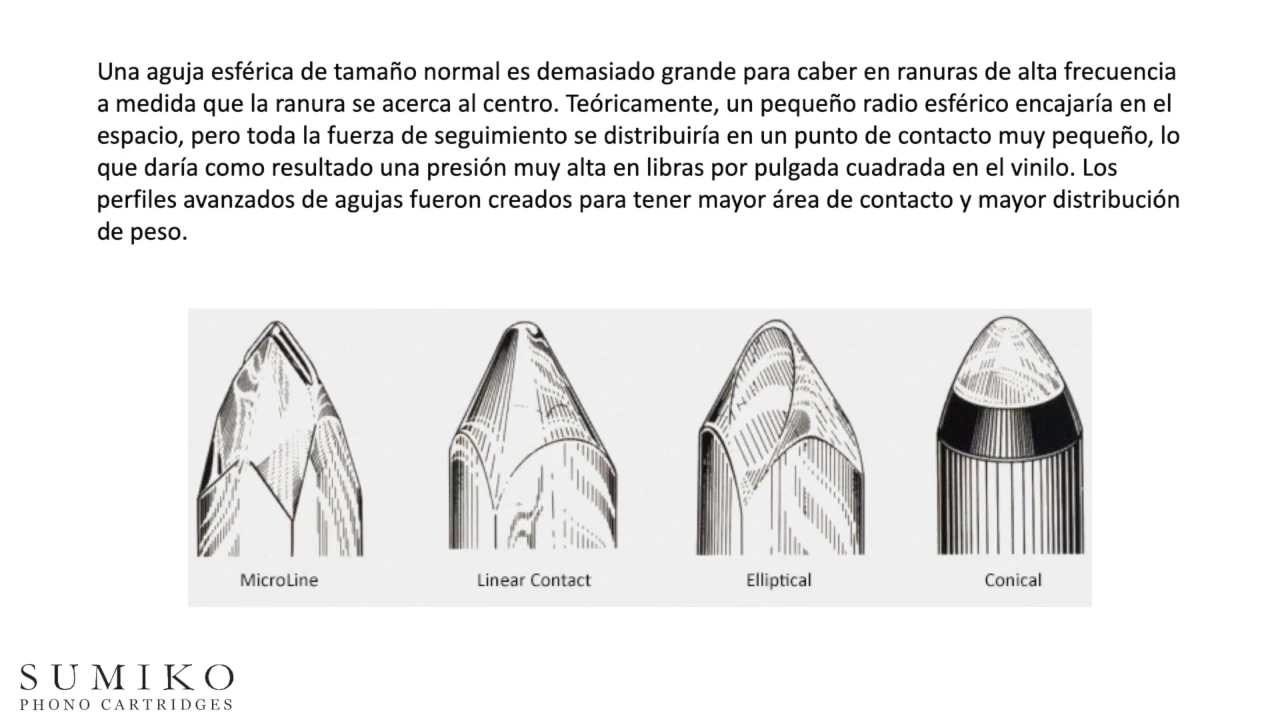 Una aguja esférica de tamaño normal es demasiado grande para caber en ranuras de alta frecuencia
a medida que la ranura se acerca al centro. Teóricamente, un pequeño radio esférico encajaría en el
espacio, pero toda la fuerza de seguimiento se distribuiría en un punto de contacto muy pequeño, lo
que daría como resultado una presión muy alta en libras por pulgada cuadrada en el vinilo. Los
perfiles avanzados de agujas fueron creados para tener mayor área de contacto y mayor distribución
de peso.
MicroLine
Linear Contact
Elliptical
Conical
SUMIKO
PHONO CARTRIDGES